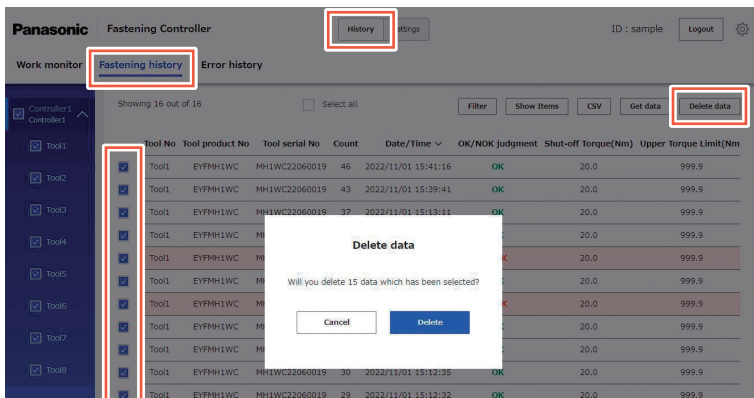 Panasonic Fastening Controller History Settings ID : sample Logout
Work monitor Fastening history Error history
Controller1
Controller1
Showing 16 out of 16 Select all Filter Show Items CSV Get data Delete data
Tool No Tool product No Tool serial No Count Date/Time OK/NOK judgment Shut-off Torque(Nm) Upper Torque Limit(Nm
Tool1
Tool1 EYFMH1WC MH1WC22060019 46 2022/11/01 15:41:16 OK 20.0 999.9
Tool2
Tool1 EYFMH1WC MH1WC22060019 43 2022/11/01 15:39:41 OK 20.0 999.9
Tool3
Tool1 EYFMH1WC MH1WC22060019 37 2022/11/01 15:13:11 OK 20.0 999.9
Tool4
Tool1 EYFMH1WC 20.0 999.9
Tool1 EYFMH1WC 20.0 999.9
Tool5
Tool1 EYFMH1WC 20.0 999.9
Tool6
Tool1 EYFMH1WC 20.0 999.9
Tool7
Tool1 EYFMH1WC 20.0 999.9
Tool1 EYFMH1WC 20.0 999.9
Tool8
Tool1 EYFMH1WC MH1WC22060019 30 2022/11/01 15:12:35 OK 20.0 999.9
Tool1 EYFMH1WC MH1WC22060019 29 2022/11/01 15:12:32 OK 20.0 999.9
Delete data
Will you delete 15 data which has been selected?
Cancel Delete